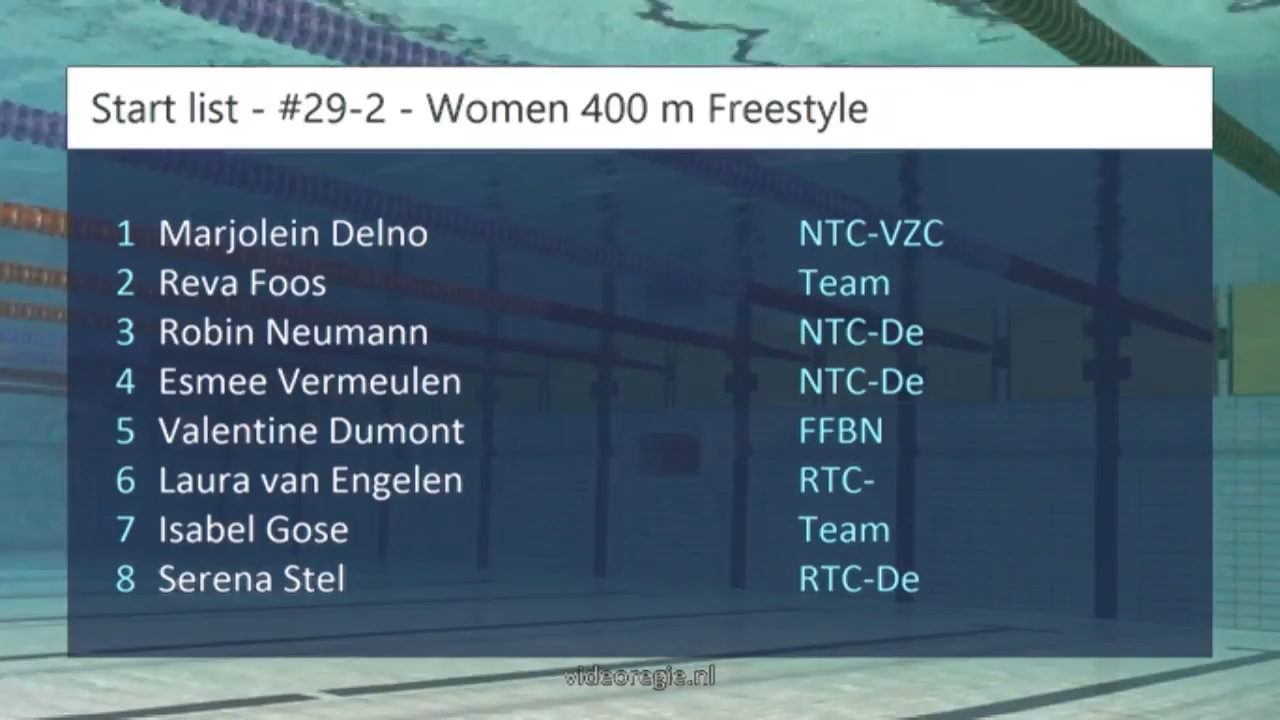 Start list - #29-2 - Women 400 m Freestyle
1 Marjolein Delno NTC-VZC
2 Reva Foos Team
3 Robin Neumann NTC-De
4 Esmee Vermeulen NTC-De
5 Valentine Dumont FFBN
6 Laura van Engelen RTC-
7 Isabel Gose Team
8 Serena Stel RTC-De
videoregie.nl